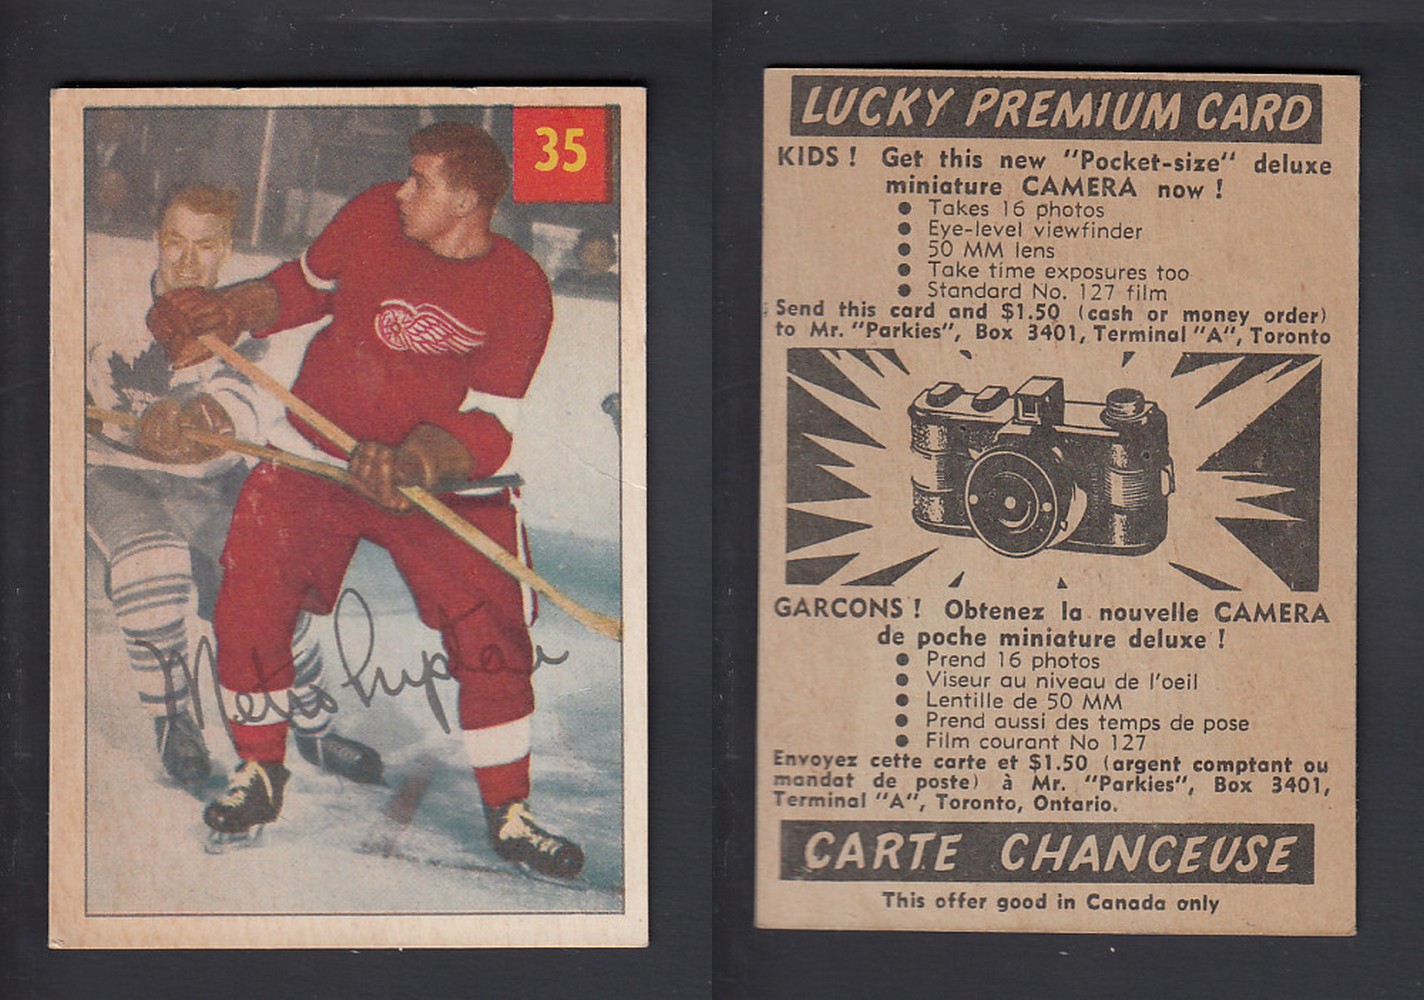 35
Metro Prystai
LUCKY PREMIUM CARD
KIDS ! Get this new "Pocket-size" deluxe
miniature CAMERA now !
● Takes 16 photos
● Eye-level viewfinder
● 50 MM lens
● Take time exposures too
● Standard No. 127 film
Send this card and $1.50 (cash or money order)
to Mr. "Parkies", Box 3401, Terminal "A", Toronto
GARCONS ! Obtenez la nouvelle CAMERA
de poche miniature deluxe !
● Prend 16 photos
● Viseur au niveau de l'oeil
● Lentille de 50 MM
● Prend aussi des temps de pose
● Film courant No 127
Envoyez cette carte et $1.50 (argent comptant ou
mandat de poste) à Mr. "Parkies", Box 3401,
Terminal "A", Toronto, Ontario.
CARTE CHANCEUSE
This offer good in Canada only